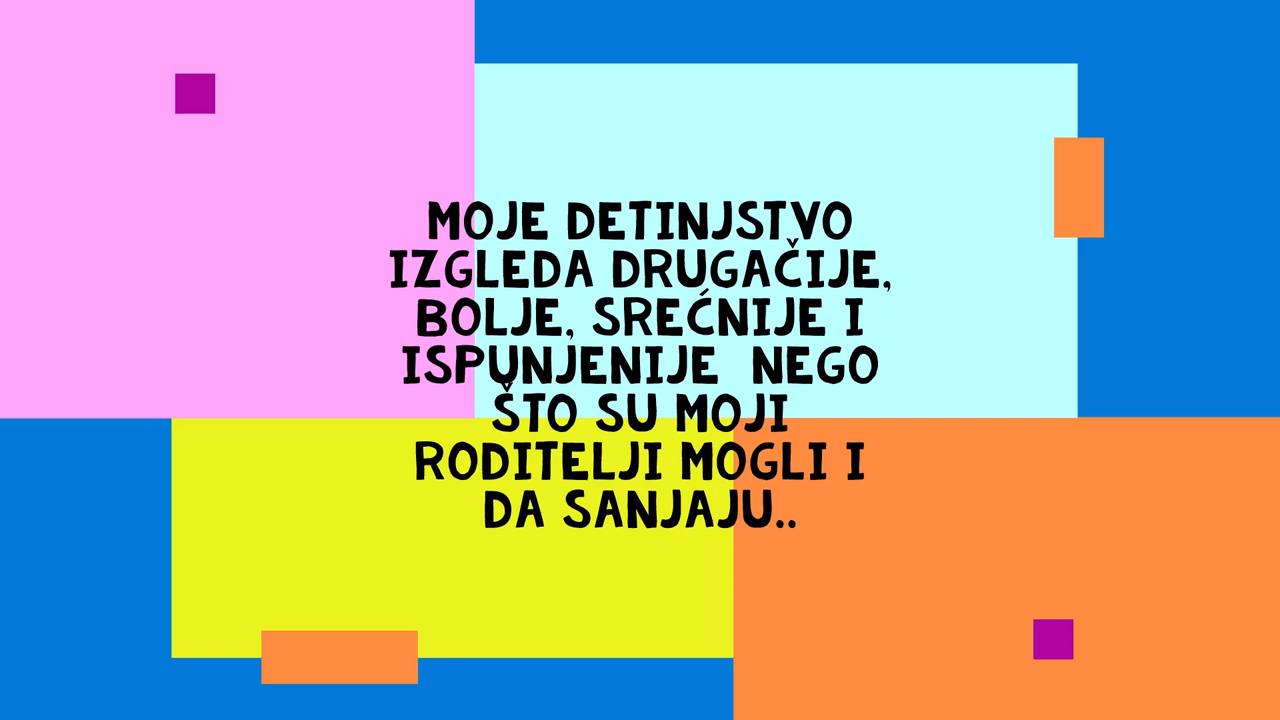 MOJE DETINJSTVO
IZGLEDA DRUGAČIJE,
BOLJE, SREĆNIJE I
ISPUNJENIJE NEGO
ŠTO SU MOJI
RODITELJI MOGLI I
DA SANJAJU..